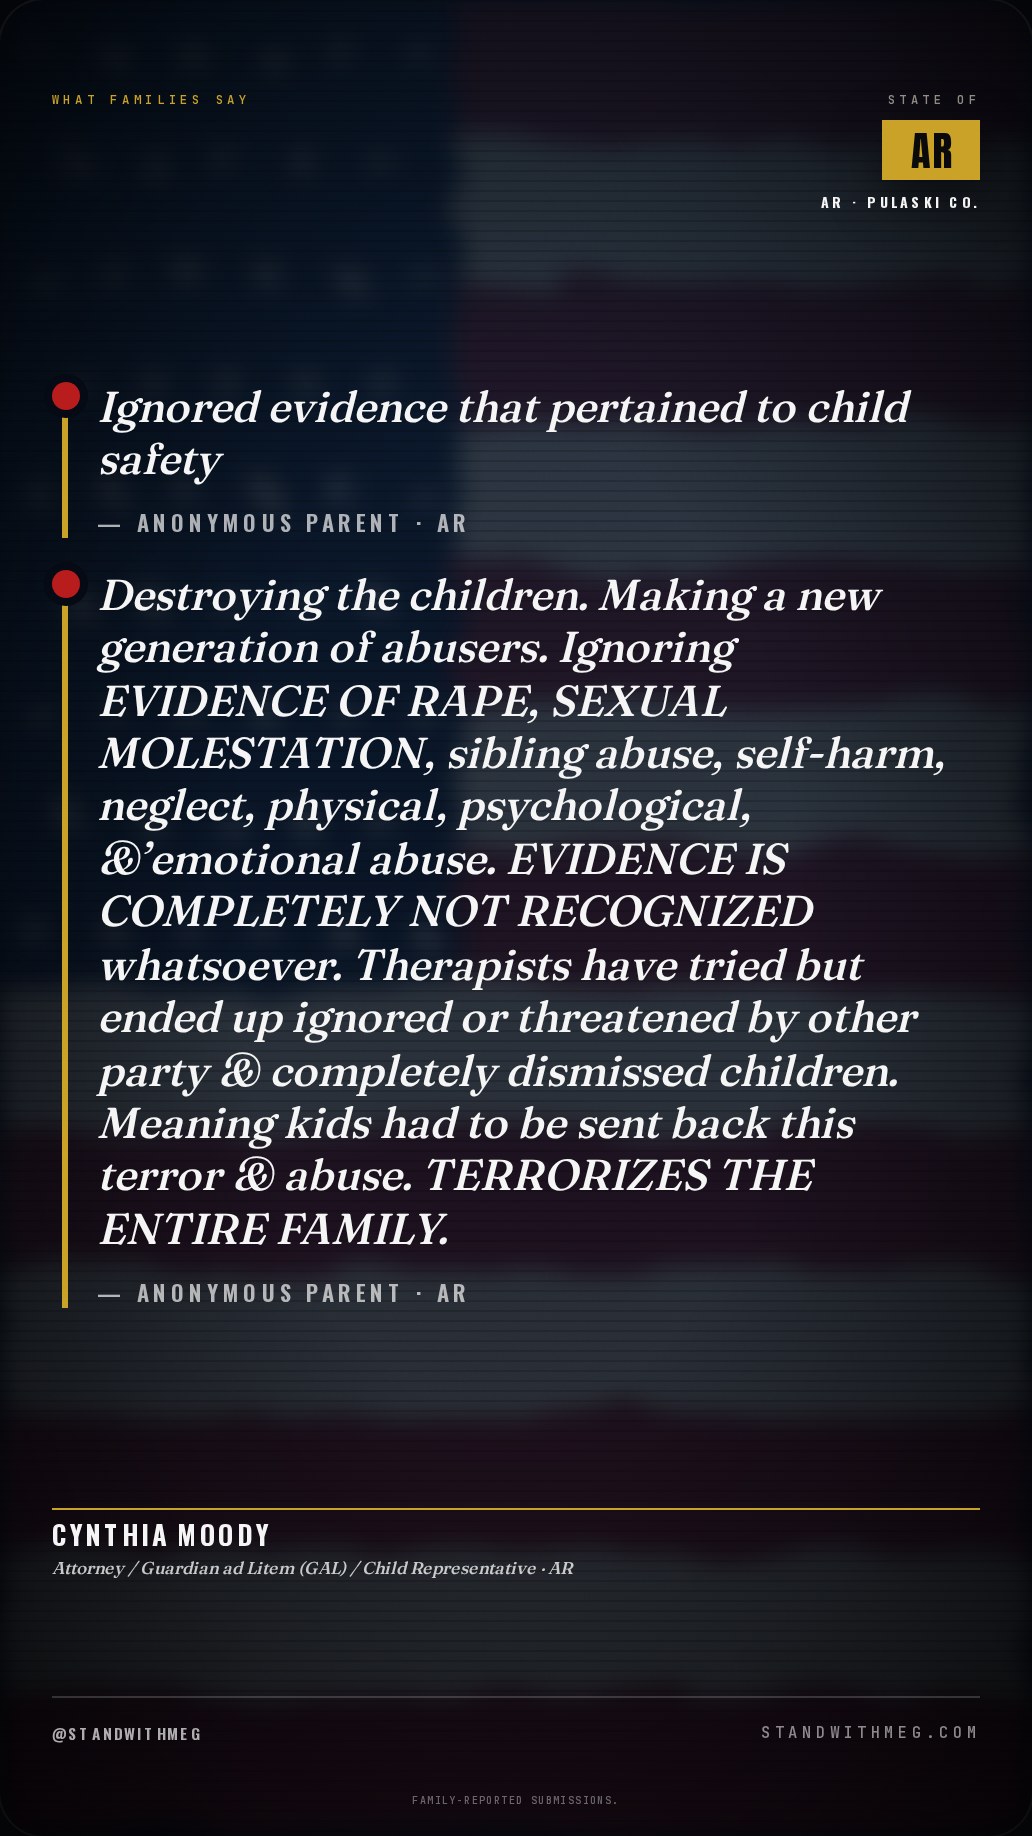 WHAT FAMILIES SAY
STATE OF
AR
AR · PULASKI CO.
Ignored evidence that pertained to child
safety
— ANONYMOUS PARENT · AR
Destroying the children. Making a new
generation of abusers. Ignoring
EVIDENCE OF RAPE, SEXUAL
MOLESTATION, sibling abuse, self-harm,
neglect, physical, psychological,
&’emotional abuse. EVIDENCE IS
COMPLETELY NOT RECOGNIZED
whatsoever. Therapists have tried but
ended up ignored or threatened by other
party & completely dismissed children.
Meaning kids had to be sent back this
terror & abuse. TERRORIZES THE
ENTIRE FAMILY.
— ANONYMOUS PARENT · AR
CYNTHIA MOODY
Attorney / Guardian ad Litem (GAL) / Child Representative · AR
@STANDWITHMEG
STANDWITHMEG.COM
FAMILY-REPORTED SUBMISSIONS.